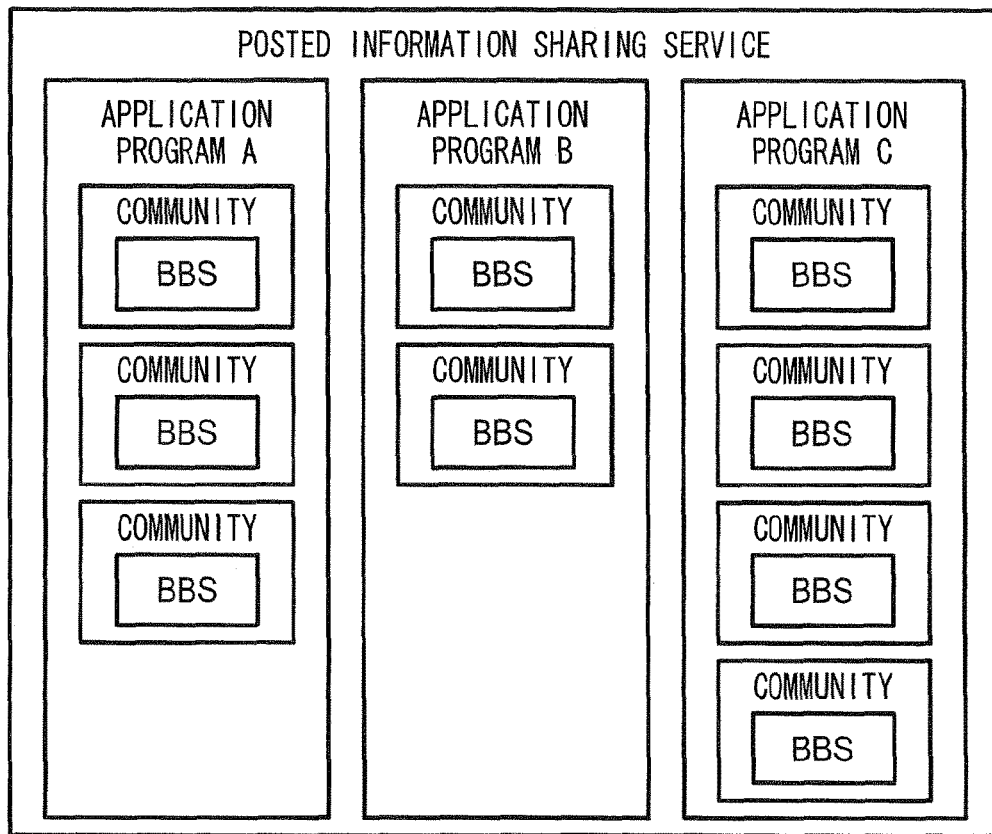 POSTED INFORMATION SHARING SERVICE
APPLICATION
PROGRAM A
COMMUNITY
BBS
COMMUNITY
BBS
COMMUNITY
BBS
APPLICATION
PROGRAM B
COMMUNITY
BBS
COMMUNITY
BBS
APPLICATION
PROGRAM C
COMMUNITY
BBS
COMMUNITY
BBS
COMMUNITY
BBS
COMMUNITY
BBS